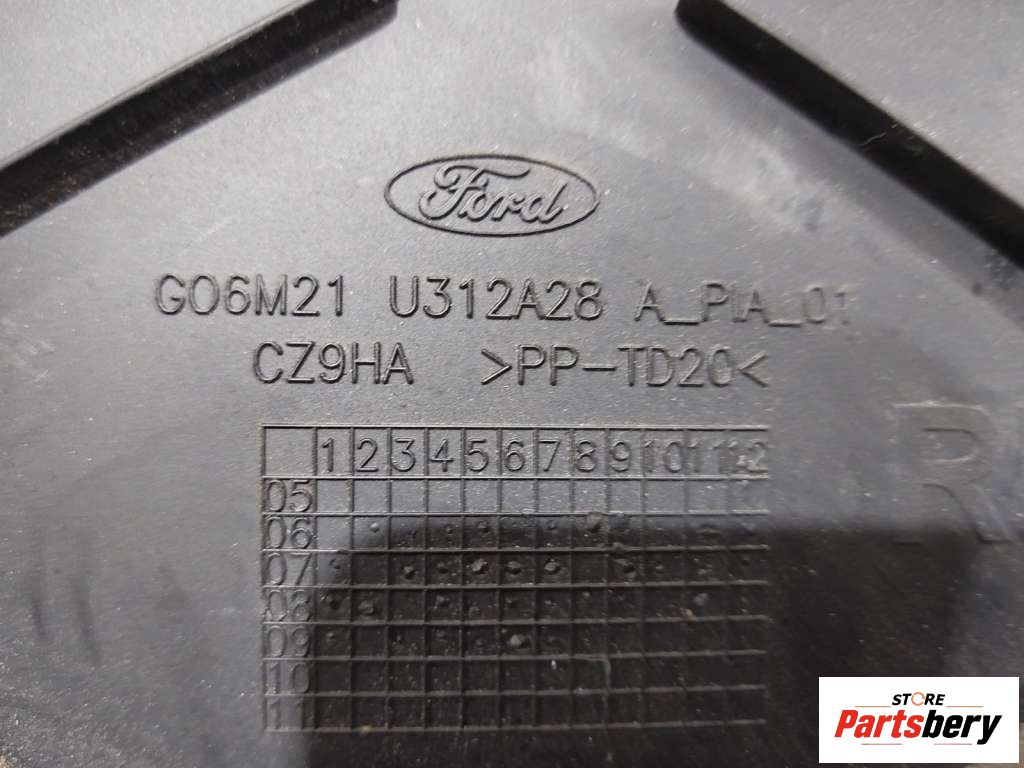 Ford
G06M21 U312A28 A_PIA_01
CZ9HA >PP-TD20<
1 2 3 4 5 6 7 8 9 10 11 12
05
06
07
08
09
10
11
STORE
Partsbery